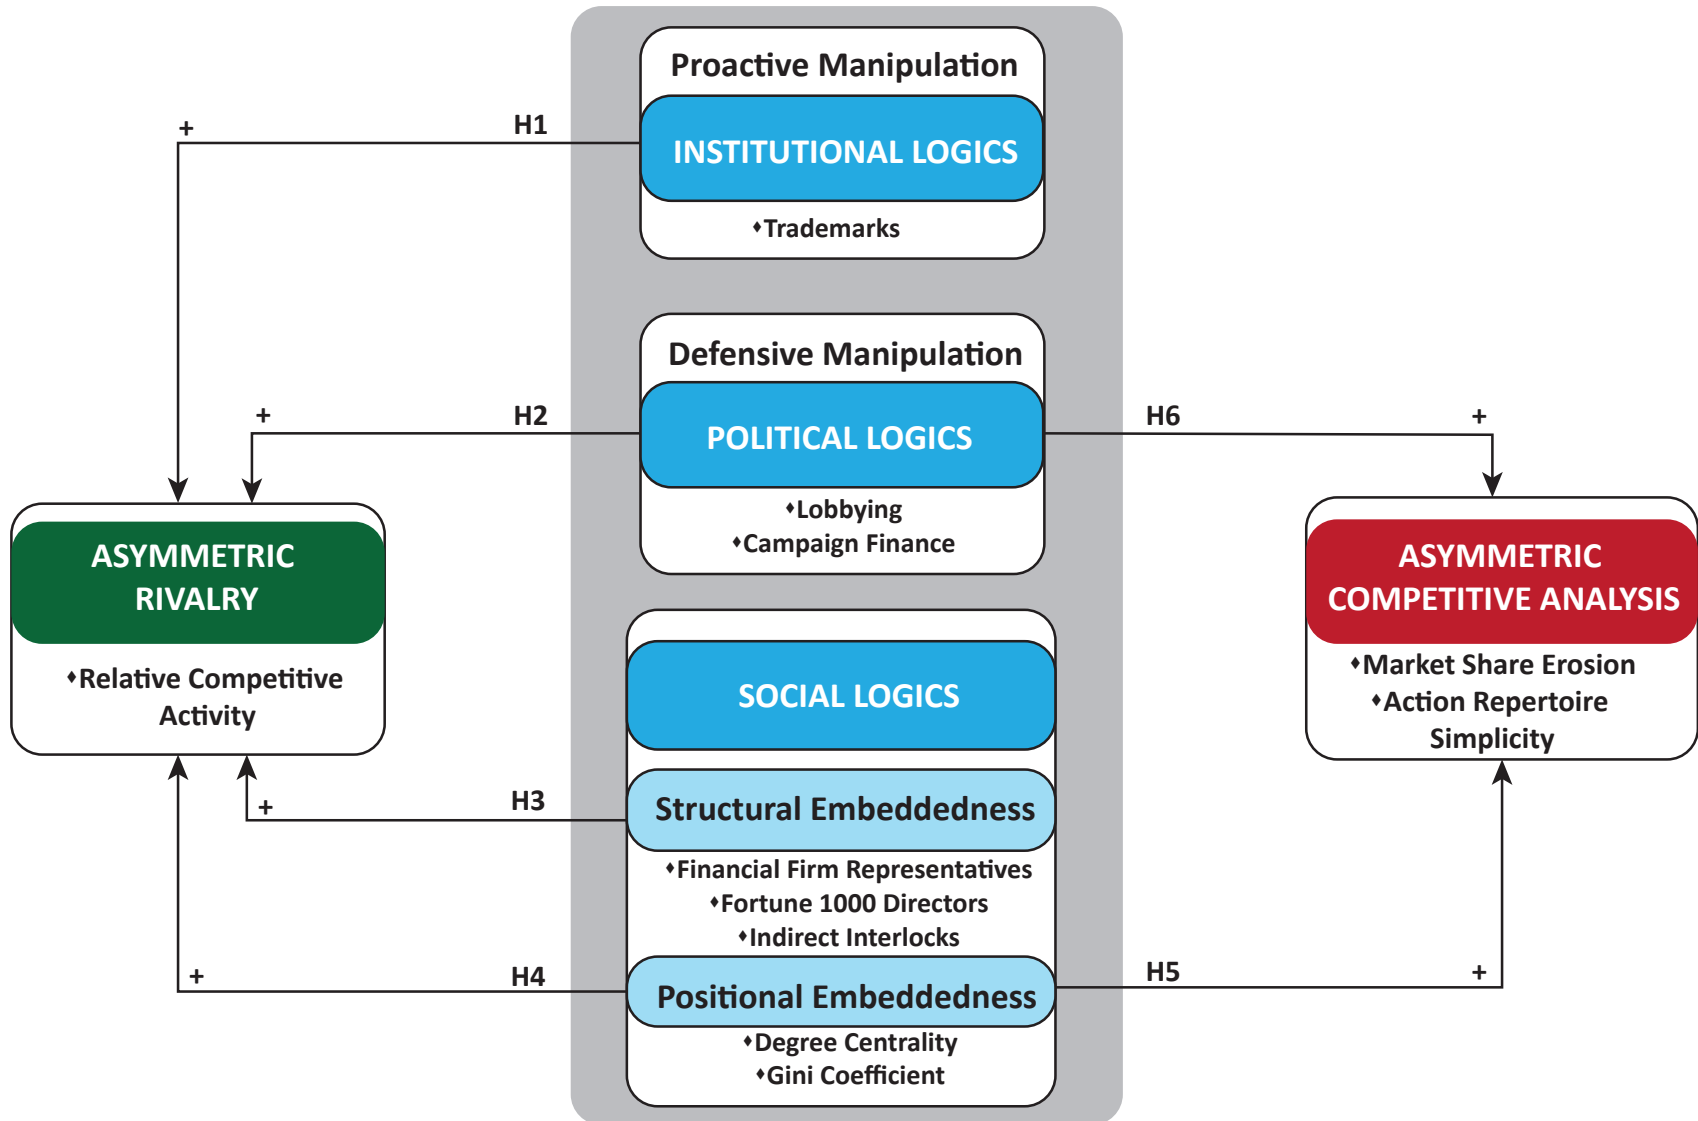 Proactive Manipulation
INSTITUTIONAL LOGICS
♦Trademarks
+
H1
Defensive Manipulation
POLITICAL LOGICS
♦Lobbying
♦Campaign Finance
+
H2
H6
+
ASYMMETRIC
RIVALRY
♦Relative Competitive
Activity
ASYMMETRIC
COMPETITIVE ANALYSIS
♦Market Share Erosion
♦Action Repertoire
Simplicity
SOCIAL LOGICS
Structural Embeddedness
♦Financial Firm Representatives
♦Fortune 1000 Directors
♦Indirect Interlocks
+
H3
Positional Embeddedness
♦Degree Centrality
♦Gini Coefficient
+
H4
H5
+